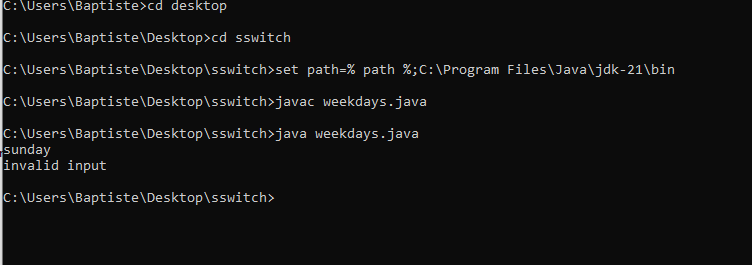 C:\Users\Baptiste>cd desktop
C:\Users\Baptiste\Desktop>cd sswitch
C:\Users\Baptiste\Desktop\sswitch>set path=% path %;C:\Program Files\Java\jdk-21\bin
C:\Users\Baptiste\Desktop\sswitch>javac weekdays.java
C:\Users\Baptiste\Desktop\sswitch>java weekdays.java
sunday
invalid input
C:\Users\Baptiste\Desktop\sswitch>